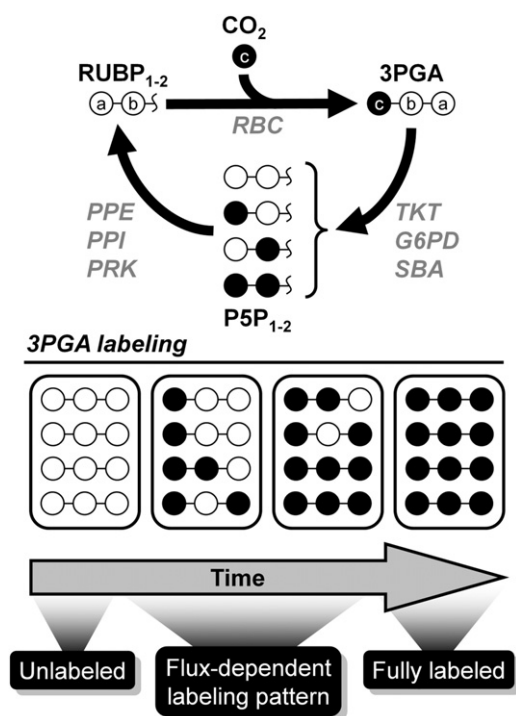 CO2
c
RUBP1-2
3PGA
a b
c b a
RBC
PPE
PPI
PRK
TKT
G6PD
SBA
P5P1-2
3PGA labeling
Time
Unlabeled
Flux-dependent
labeling pattern
Fully labeled